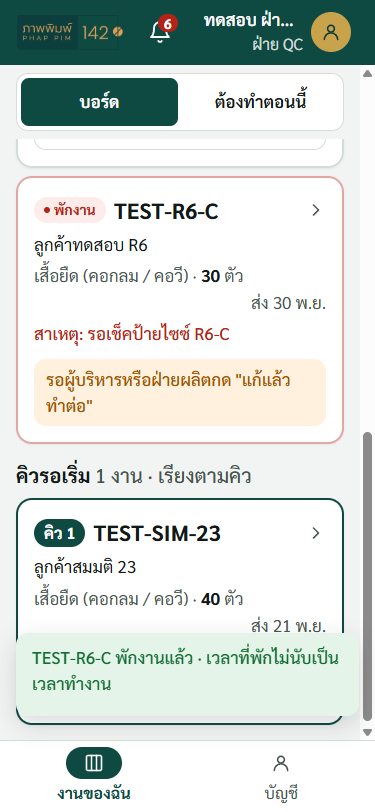 ภาพพิมพ์ 142
PHAP PIM
6
ทดสอบ ฝ่า...
ฝ่าย QC
บอร์ด
ต้องทำตอนนี้
พักงาน TEST-R6-C
ลูกค้าทดสอบ R6
เสื้อยืด (คอกลม / คอวี) · 30 ตัว
ส่ง 30 พ.ย.
สาเหตุ: รอเช็คป้ายไซซ์ R6-C
รอผู้บริหารหรือฝ่ายผลิตกด "แก้แล้ว
ทำต่อ"
คิวรอเริ่ม 1 งาน · เรียงตามคิว
คิว 1 TEST-SIM-23
ลูกค้าสมมติ 23
เสื้อยืด (คอกลม / คอวี) · 40 ตัว
ส่ง 21 พ.ย.
TEST-R6-C พักงานแล้ว · เวลาที่พักไม่นับเป็น
เวลาทำงาน
งานของฉัน
บัญชี